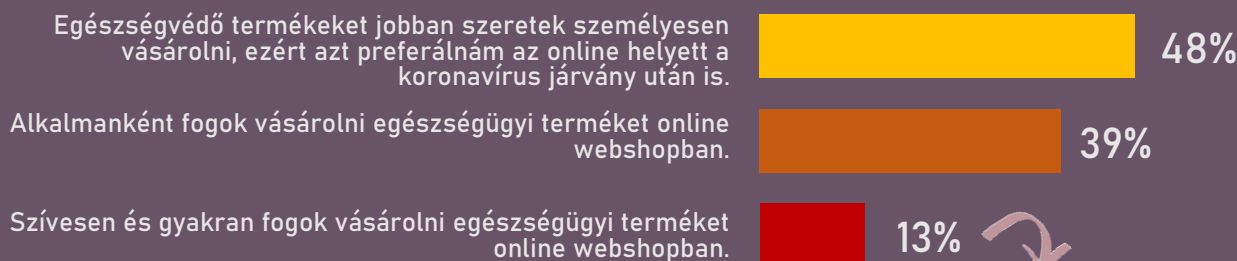 Egészségvédő termékeket jobban szeretek személyesen
vásárolni, ezért azt preferálnám az online helyett a
koronavírus járvány után is.
48%
Alkalmanként fogok vásárolni egészségügyi terméket online
webshopban.
39%
Szívesen és gyakran fogok vásárolni egészségügyi terméket
online webshopban.
13%